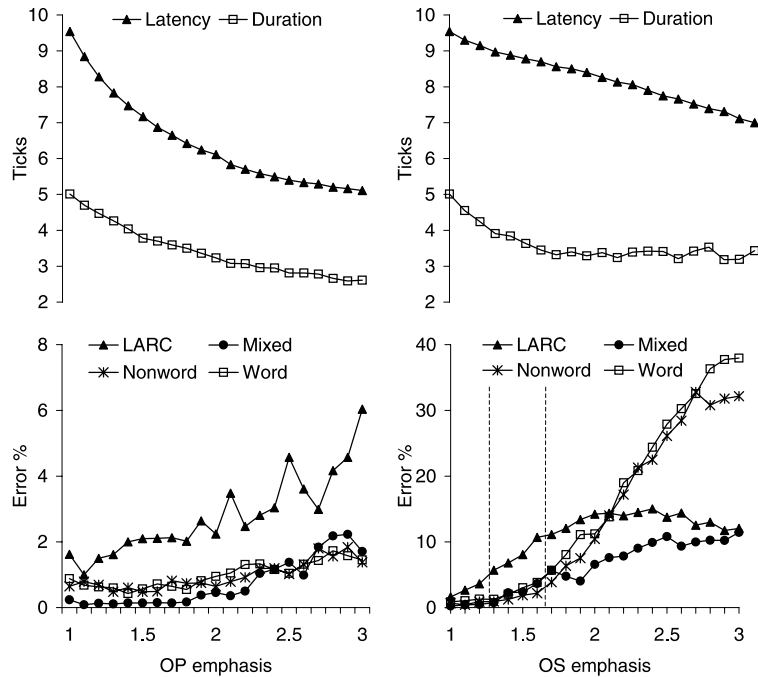 Latency Duration
10
9
8
7
6
5
4
3
2
Ticks
Latency Duration
10
9
8
7
6
5
4
3
2
Ticks
8
6
4
2
0
Error %
LARC Mixed
Nonword Word
1 1.5 2 2.5 3
OP emphasis
40
30
20
10
0
Error %
LARC Mixed
Nonword Word
1 1.5 2 2.5 3
OS emphasis